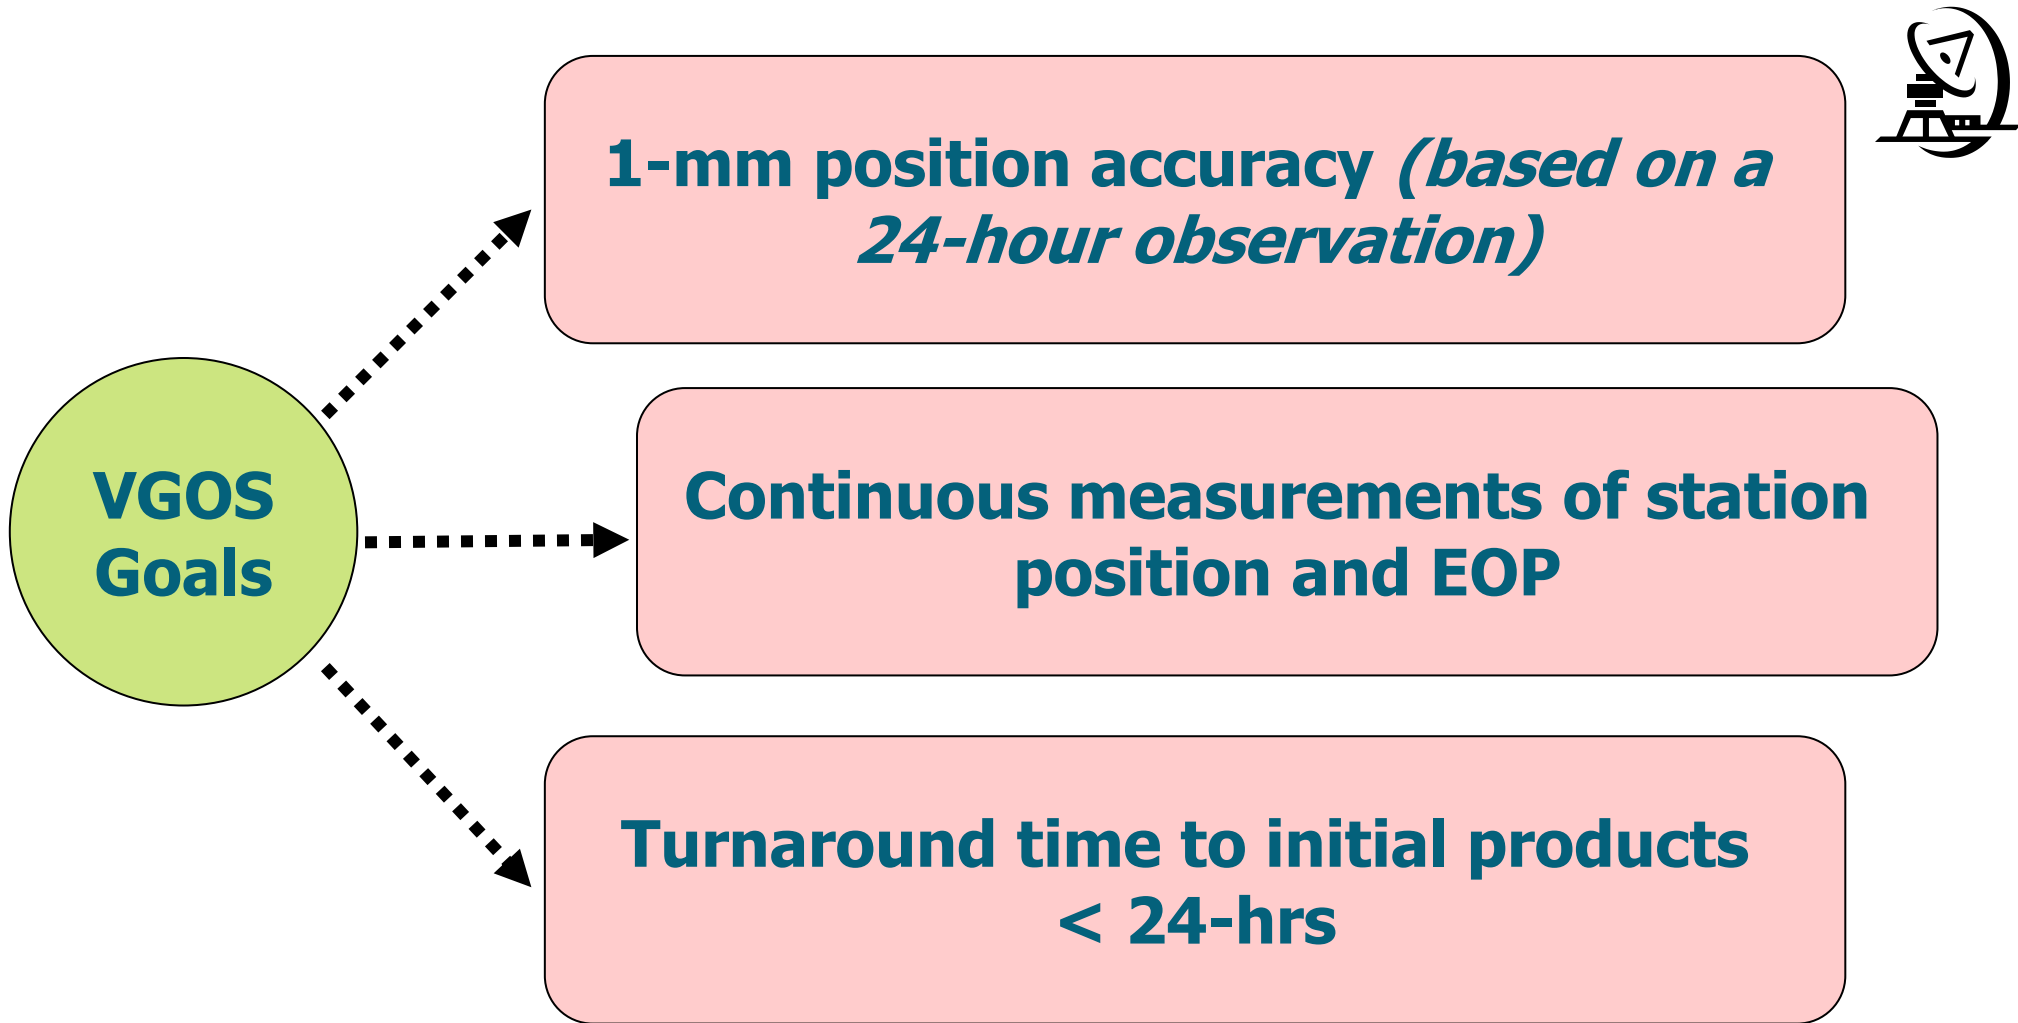 1-mm position accuracy (based on a
24-hour observation)
VGOS
Goals
Continuous measurements of station
position and EOP
Turnaround time to initial products
< 24-hrs